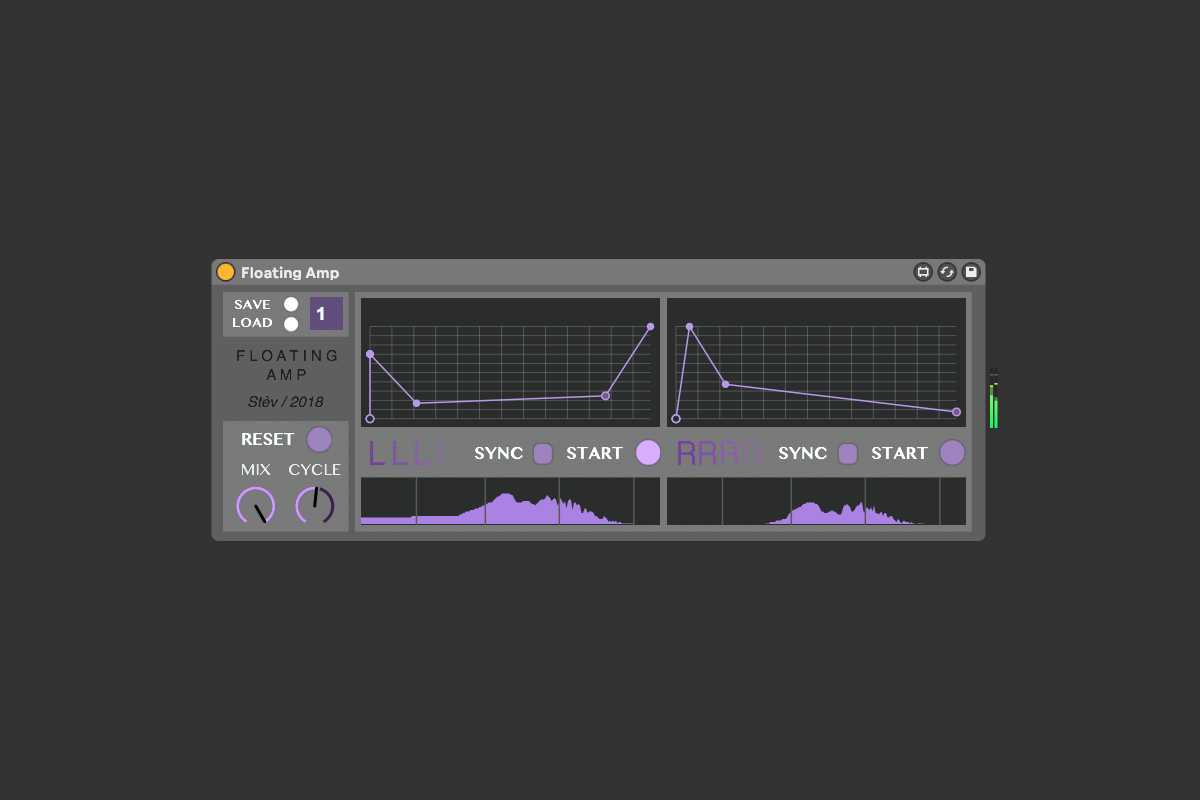 Floating Amp
SAVE
LOAD
1
FLOATING
AMP
Stèv / 2018
RESET
MIX CYCLE
LLLL SYNC START
RRRR SYNC START